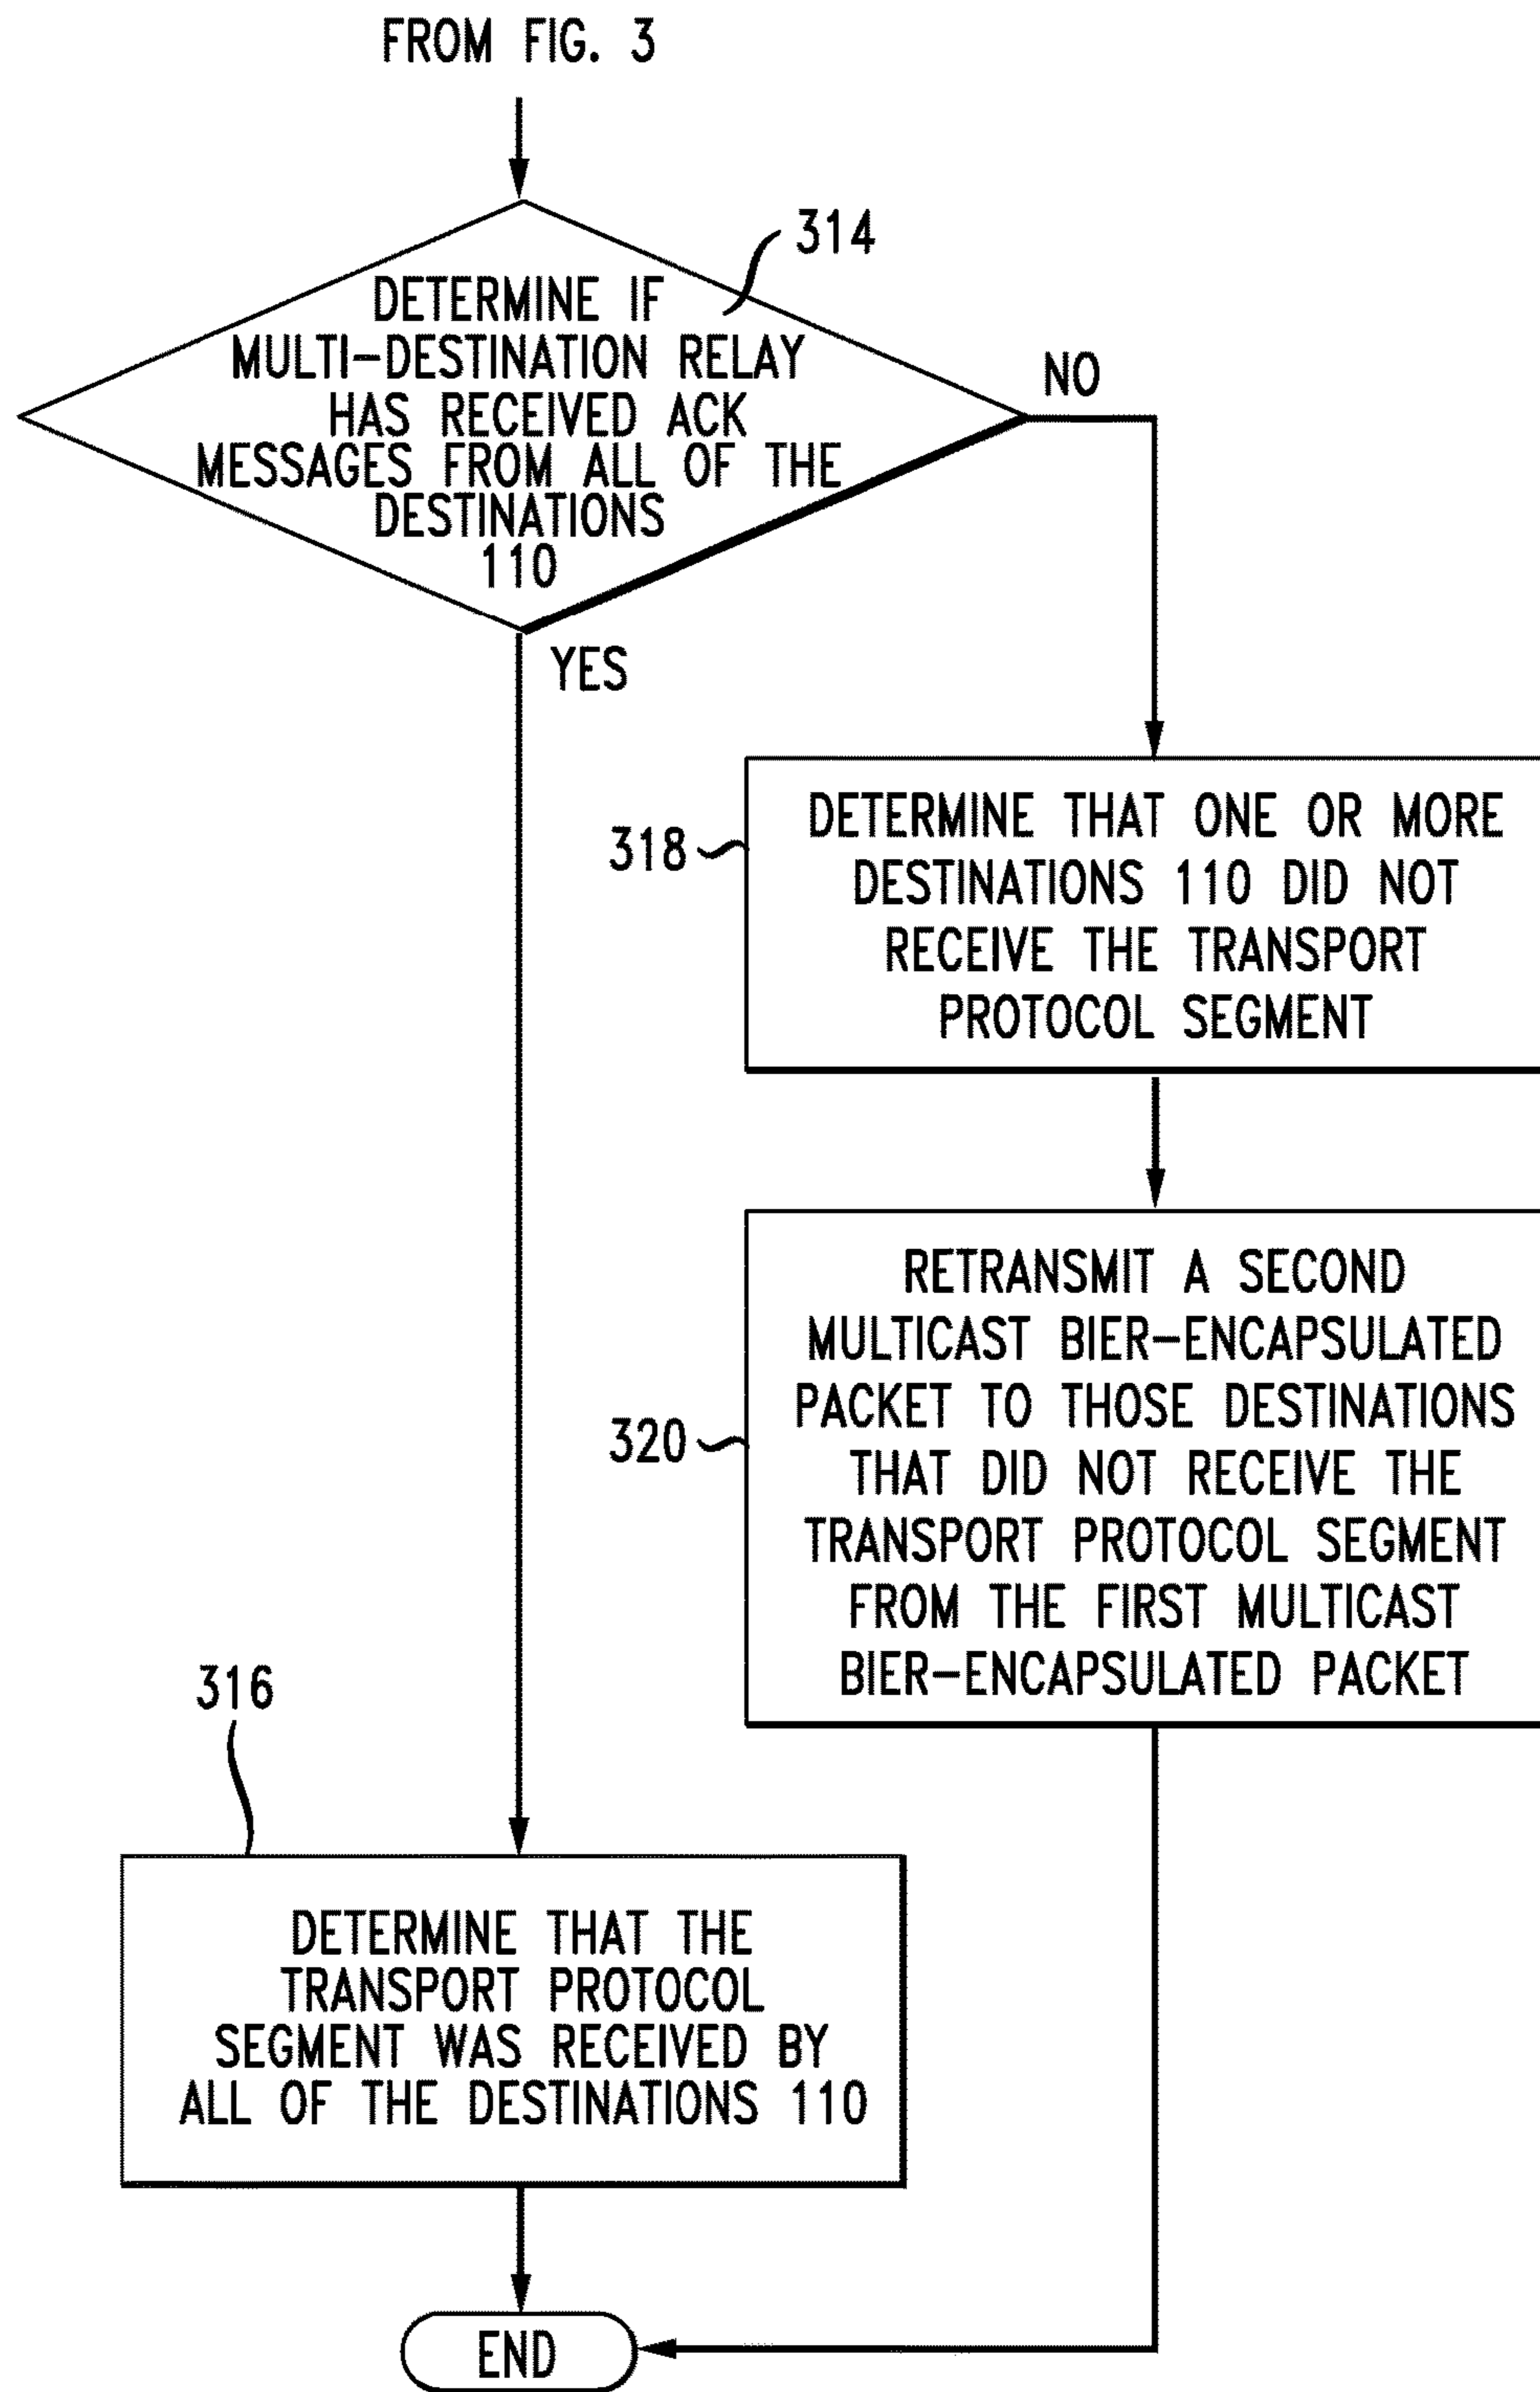 FROM FIG. 3
314
DETERMINE IF
MULTI-DESTINATION RELAY
HAS RECEIVED ACK
MESSAGES FROM ALL OF THE
DESTINATIONS
110
NO
YES
318
DETERMINE THAT ONE OR MORE
DESTINATIONS 110 DID NOT
RECEIVE THE TRANSPORT
PROTOCOL SEGMENT
320
RETRANSMIT A SECOND
MULTICAST BIER-ENCAPSULATED
PACKET TO THOSE DESTINATIONS
THAT DID NOT RECEIVE THE
TRANSPORT PROTOCOL SEGMENT
FROM THE FIRST MULTICAST
BIER-ENCAPSULATED PACKET
316
DETERMINE THAT THE
TRANSPORT PROTOCOL
SEGMENT WAS RECEIVED BY
ALL OF THE DESTINATIONS 110
END